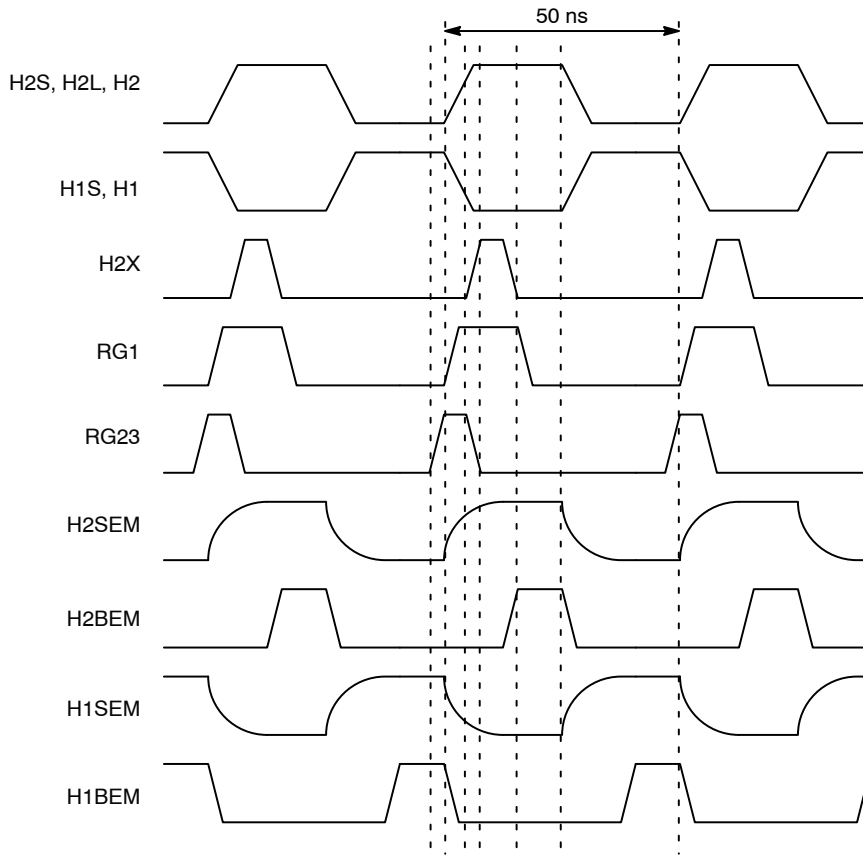 50 ns
H2S, H2L, H2
H1S, H1
H2X
RG1
RG23
H2SEM
H2BEM
H1SEM
H1BEM